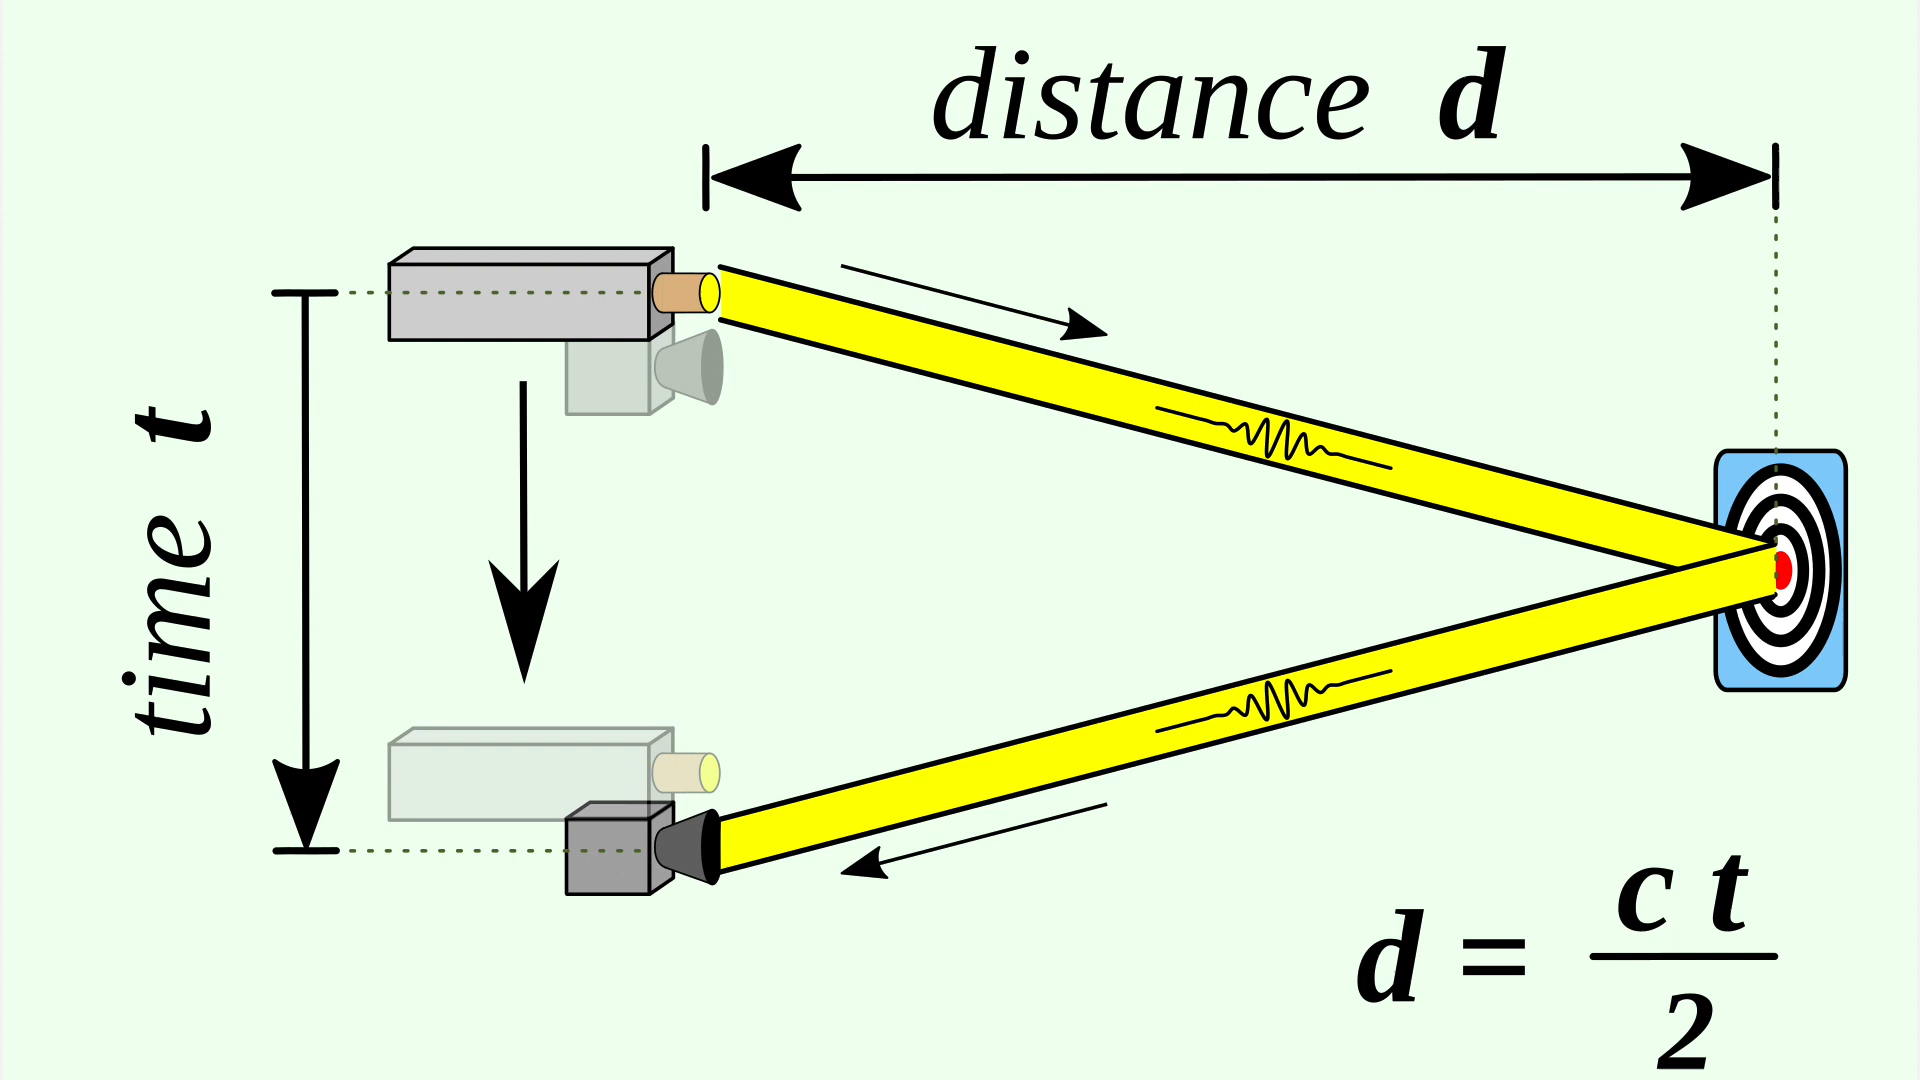 distance d
time t
d = c t / 2